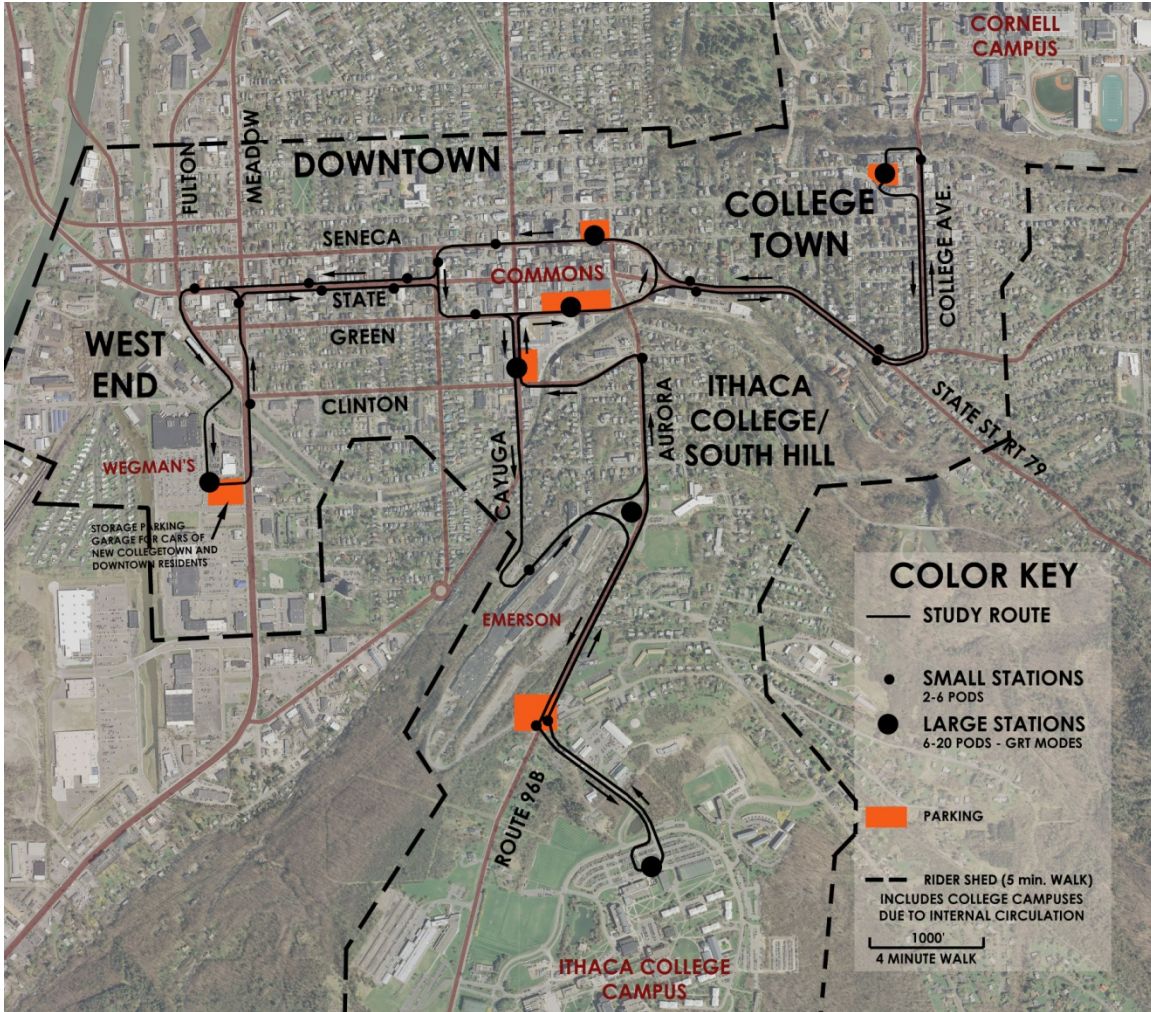 CORNELL
CAMPUS
DOWNTOWN
FULTON
MEADOW
COLLEGE
TOWN
COLLEGE AVE.
SENECA
COMMONS
STATE
GREEN
WEST
END
CLINTON
ITHACA
COLLEGE/
SOUTH HILL
AURORA
STATE ST./RT 79
WEGMAN'S
CAYUGA
STORAGE PARKING
GARAGE FOR CARS OF
NEW COLLEGETOWN AND
DOWNTOWN RESIDENTS
EMERSON
ROUTE 96B
ITHACA COLLEGE
CAMPUS
COLOR KEY
STUDY ROUTE
SMALL STATIONS
2-6 PODS
LARGE STATIONS
6-20 PODS - GRT MODES
PARKING
RIDER SHED (5 min. WALK)
INCLUDES COLLEGE CAMPUSES
DUE TO INTERNAL CIRCULATION
1000'
4 MINUTE WALK